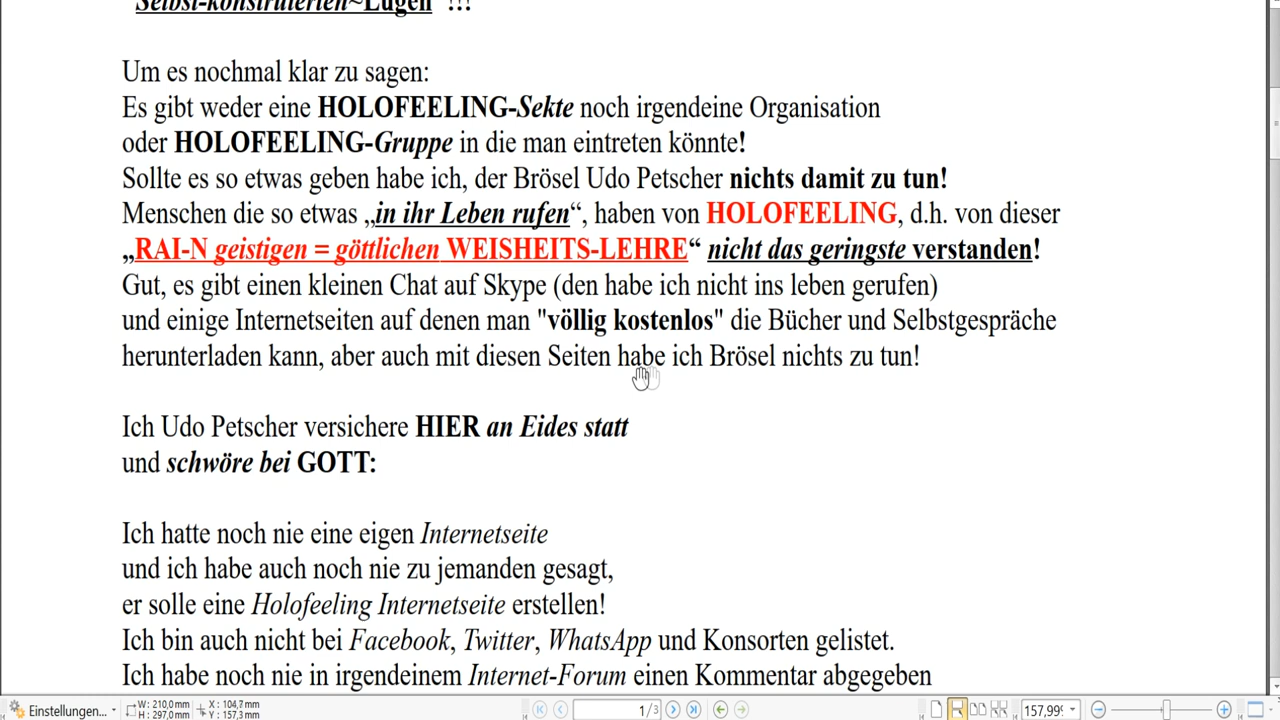 "Selbst-konstruierten~Lügen" !!!
Um es nochmal klar zu sagen:
Es gibt weder eine HOLOFEELING-Sekte noch irgendeine Organisation
oder HOLOFEELING-Gruppe in die man eintreten könnte!
Sollte es so etwas geben habe ich, der Brösel Udo Petscher nichts damit zu tun!
Menschen die so etwas „in ihr Leben rufen“, haben von HOLOFEELING, d.h. von dieser
„RAI-N geistigen = göttlichen WEISHEITS-LEHRE“ nicht das geringste verstanden!
Gut, es gibt einen kleinen Chat auf Skype (den habe ich nicht ins leben gerufen)
und einige Internetseiten auf denen man "völlig kostenlos" die Bücher und Selbstgespräche
herunterladen kann, aber auch mit diesen Seiten habe ich Brösel nichts zu tun!
Ich Udo Petscher versichere HIER an Eides statt
und schwöre bei GOTT:
Ich hatte noch nie eine eigen Internetseite
und ich habe auch noch nie zu jemanden gesagt,
er solle eine Holofeeling Internetseite erstellen!
Ich bin auch nicht bei Facebook, Twitter, WhatsApp und Konsorten gelistet.
Ich habe noch nie in irgendeinem Internet-Forum einen Kommentar abgegeben
Einstellungen... W: 210,0 mm X: 104,7 mm 1/3 157,99%
H: 297,0 mm Y: 157,3 mm